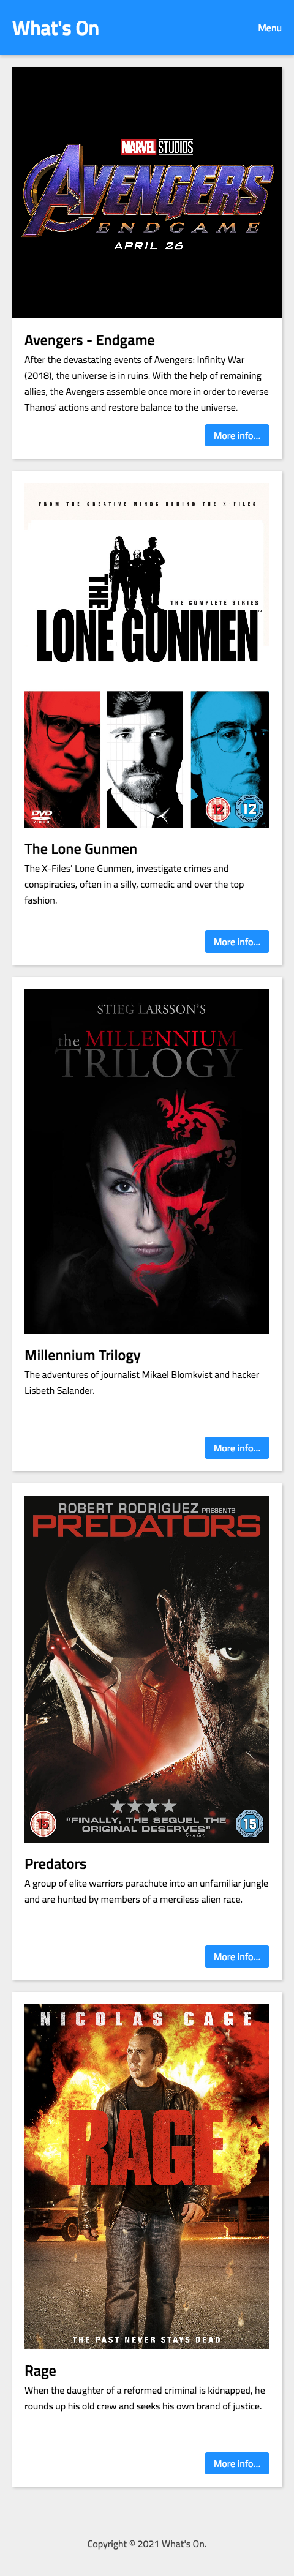 What's On
Menu
MARVEL STUDIOS
AVENGERS
ENDGAME
APRIL 26
Avengers - Endgame
After the devastating events of Avengers: Infinity War
(2018), the universe is in ruins. With the help of remaining
allies, the Avengers assemble once more in order to reverse
Thanos' actions and restore balance to the universe.
More info...
FROM THE CREATIVE MINDS BEHIND THE X-FILES
THE COMPLETE SERIES
THE
LONE GUNMEN
DVD
VIDEO
12
12
The Lone Gunmen
The X-Files' Lone Gunmen, investigate crimes and
conspiracies, often in a silly, comedic and over the top
fashion.
More info...
STIEG LARSSON'S
the MILLENNIUM
TRILOGY
Millennium Trilogy
The adventures of journalist Mikael Blomkvist and hacker
Lisbeth Salander.
More info...
ROBERT RODRIGUEZ PRESENTS
PREDATORS
★★★★
"FINALLY, THE SEQUEL THE
ORIGINAL DESERVES"
Time Out
15
15
Predators
A group of elite warriors parachute into an unfamiliar jungle
and are hunted by members of a merciless alien race.
More info...
NICOLAS CAGE
RAGE
THE PAST NEVER STAYS DEAD
Rage
When the daughter of a reformed criminal is kidnapped, he
rounds up his old crew and seeks his own brand of justice.
More info...
Copyright © 2021 What's On.